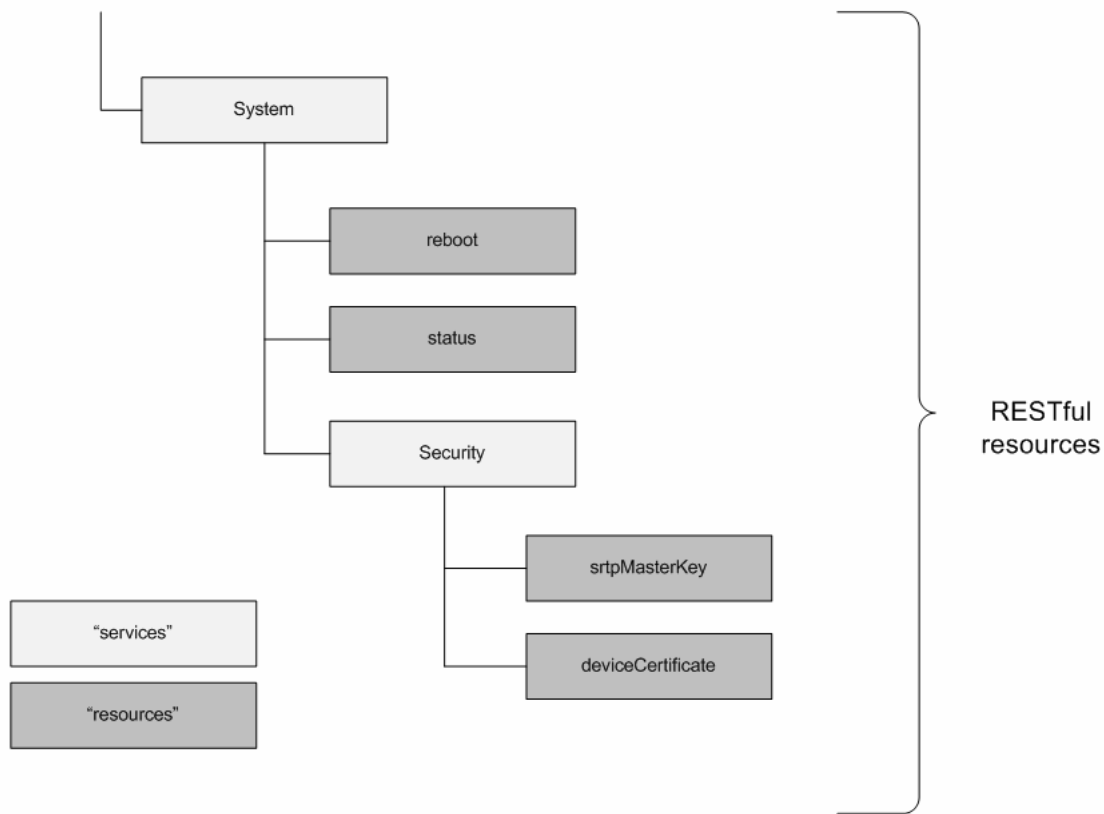 System
reboot
status
Security
srtpMasterKey
deviceCertificate
“services”
“resources”
RESTful
resources